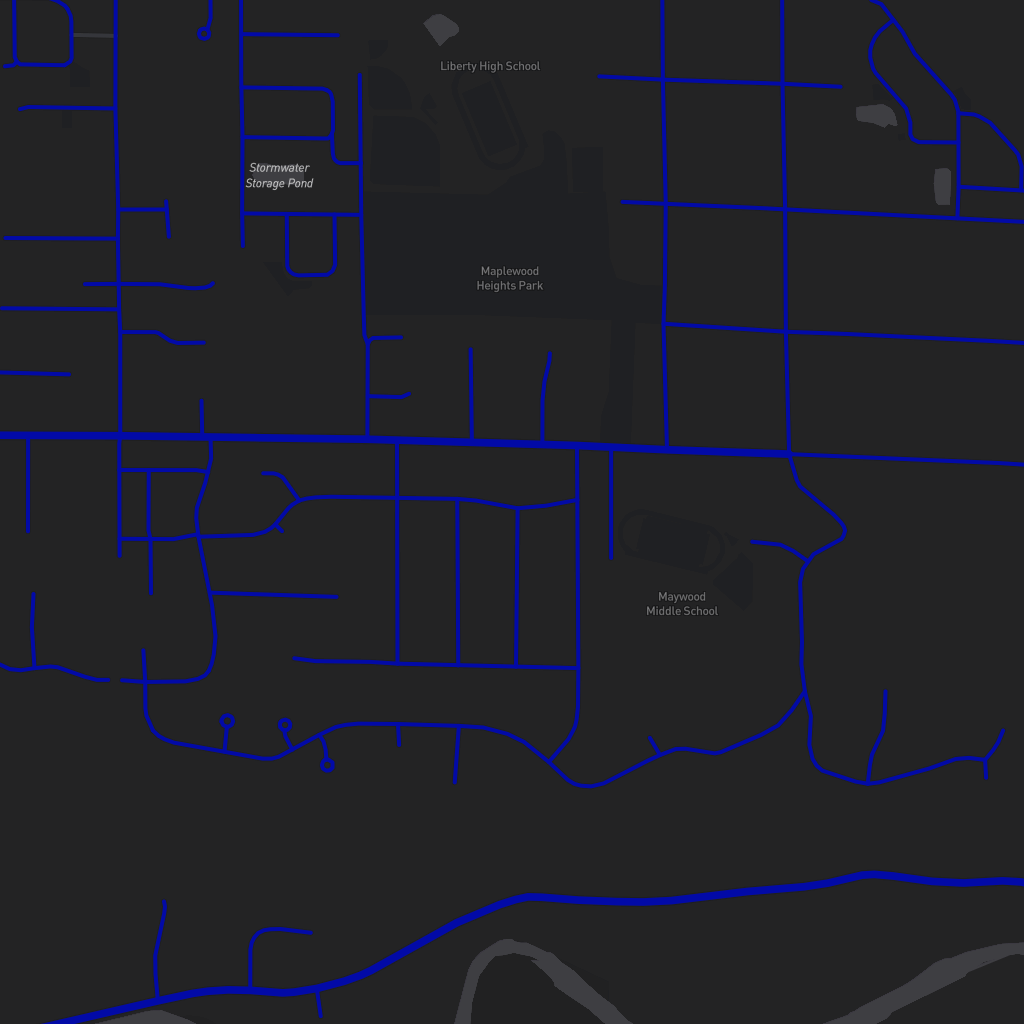 Liberty High School
Stormwater
Storage Pond
Maplewood
Heights Park
Maywood
Middle School